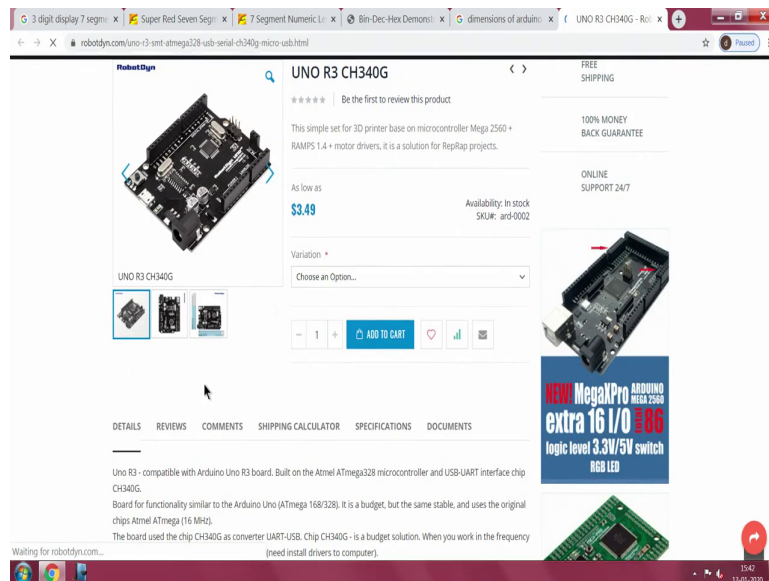 3 digit display 7 segme
Super Red Seven Segm
7 Segment Numeric Le
Bin-Dec-Hex Demonst
dimensions of arduino
UNO R3 CH340G - Rob
robotdyn.com/uno-r3-smt-atmega328-usb-serial-ch340g-micro-usb.html
Paused
RobotDyn
UNO R3 CH340G
Be the first to review this product
This simple set for 3D printer base on microcontroller Mega 2560 +
RAMPS 1.4 + motor drivers, it is a solution for RepRap projects.
As low as
$3.49
Availability: In stock
SKU#: ard-0002
Variation *
Choose an Option...
UNO R3 CH340G
- 1 +
ADD TO CART
FREE
SHIPPING
100% MONEY
BACK GUARANTEE
ONLINE
SUPPORT 24/7
NEW! MegaXPro ARDUINO
MEGA 2560
extra 16 I/O total 86
logic level 3.3V/5V switch
RGB LED
DETAILS REVIEWS COMMENTS SHIPPING CALCULATOR SPECIFICATIONS DOCUMENTS
Uno R3 - compatible with Arduino Uno R3 board. Built on the Atmel ATmega328 microcontroller and USB-UART interface chip
CH340G.
Board for functionality similar to the Arduino Uno (ATmega 168/328). It is a budget, but the same stable, and uses the original
chips Atmel ATmega (16 MHz).
The board used the chip CH340G as converter UART-USB. Chip CH340G - is a budget solution. When you work in the frequency
(need install drivers to computer).
Waiting for robotdyn.com...
15:42
13-01-2020